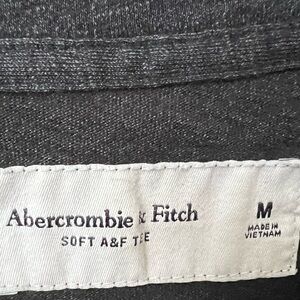 Abercrombie & Fitch
SOFT A&F TEE
M
MADE IN
VIETNAM